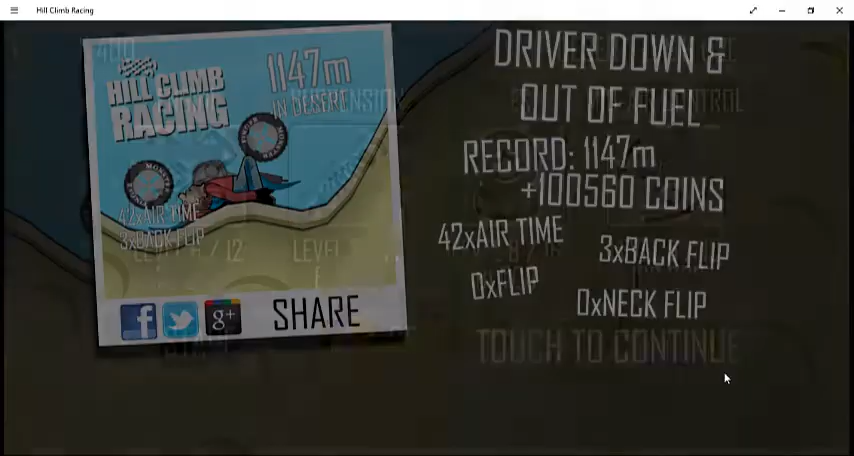 Hill Climb Racing
HILL CLIMB
RACING
1147m
IN DESERT
42xAIR TIME
3xBACK FLIP
SHARE
DRIVER DOWN &
OUT OF FUEL
RECORD: 1147m
+100560 COINS
42xAIR TIME
3xBACK FLIP
0xFLIP
0xNECK FLIP
TOUCH TO CONTINUE